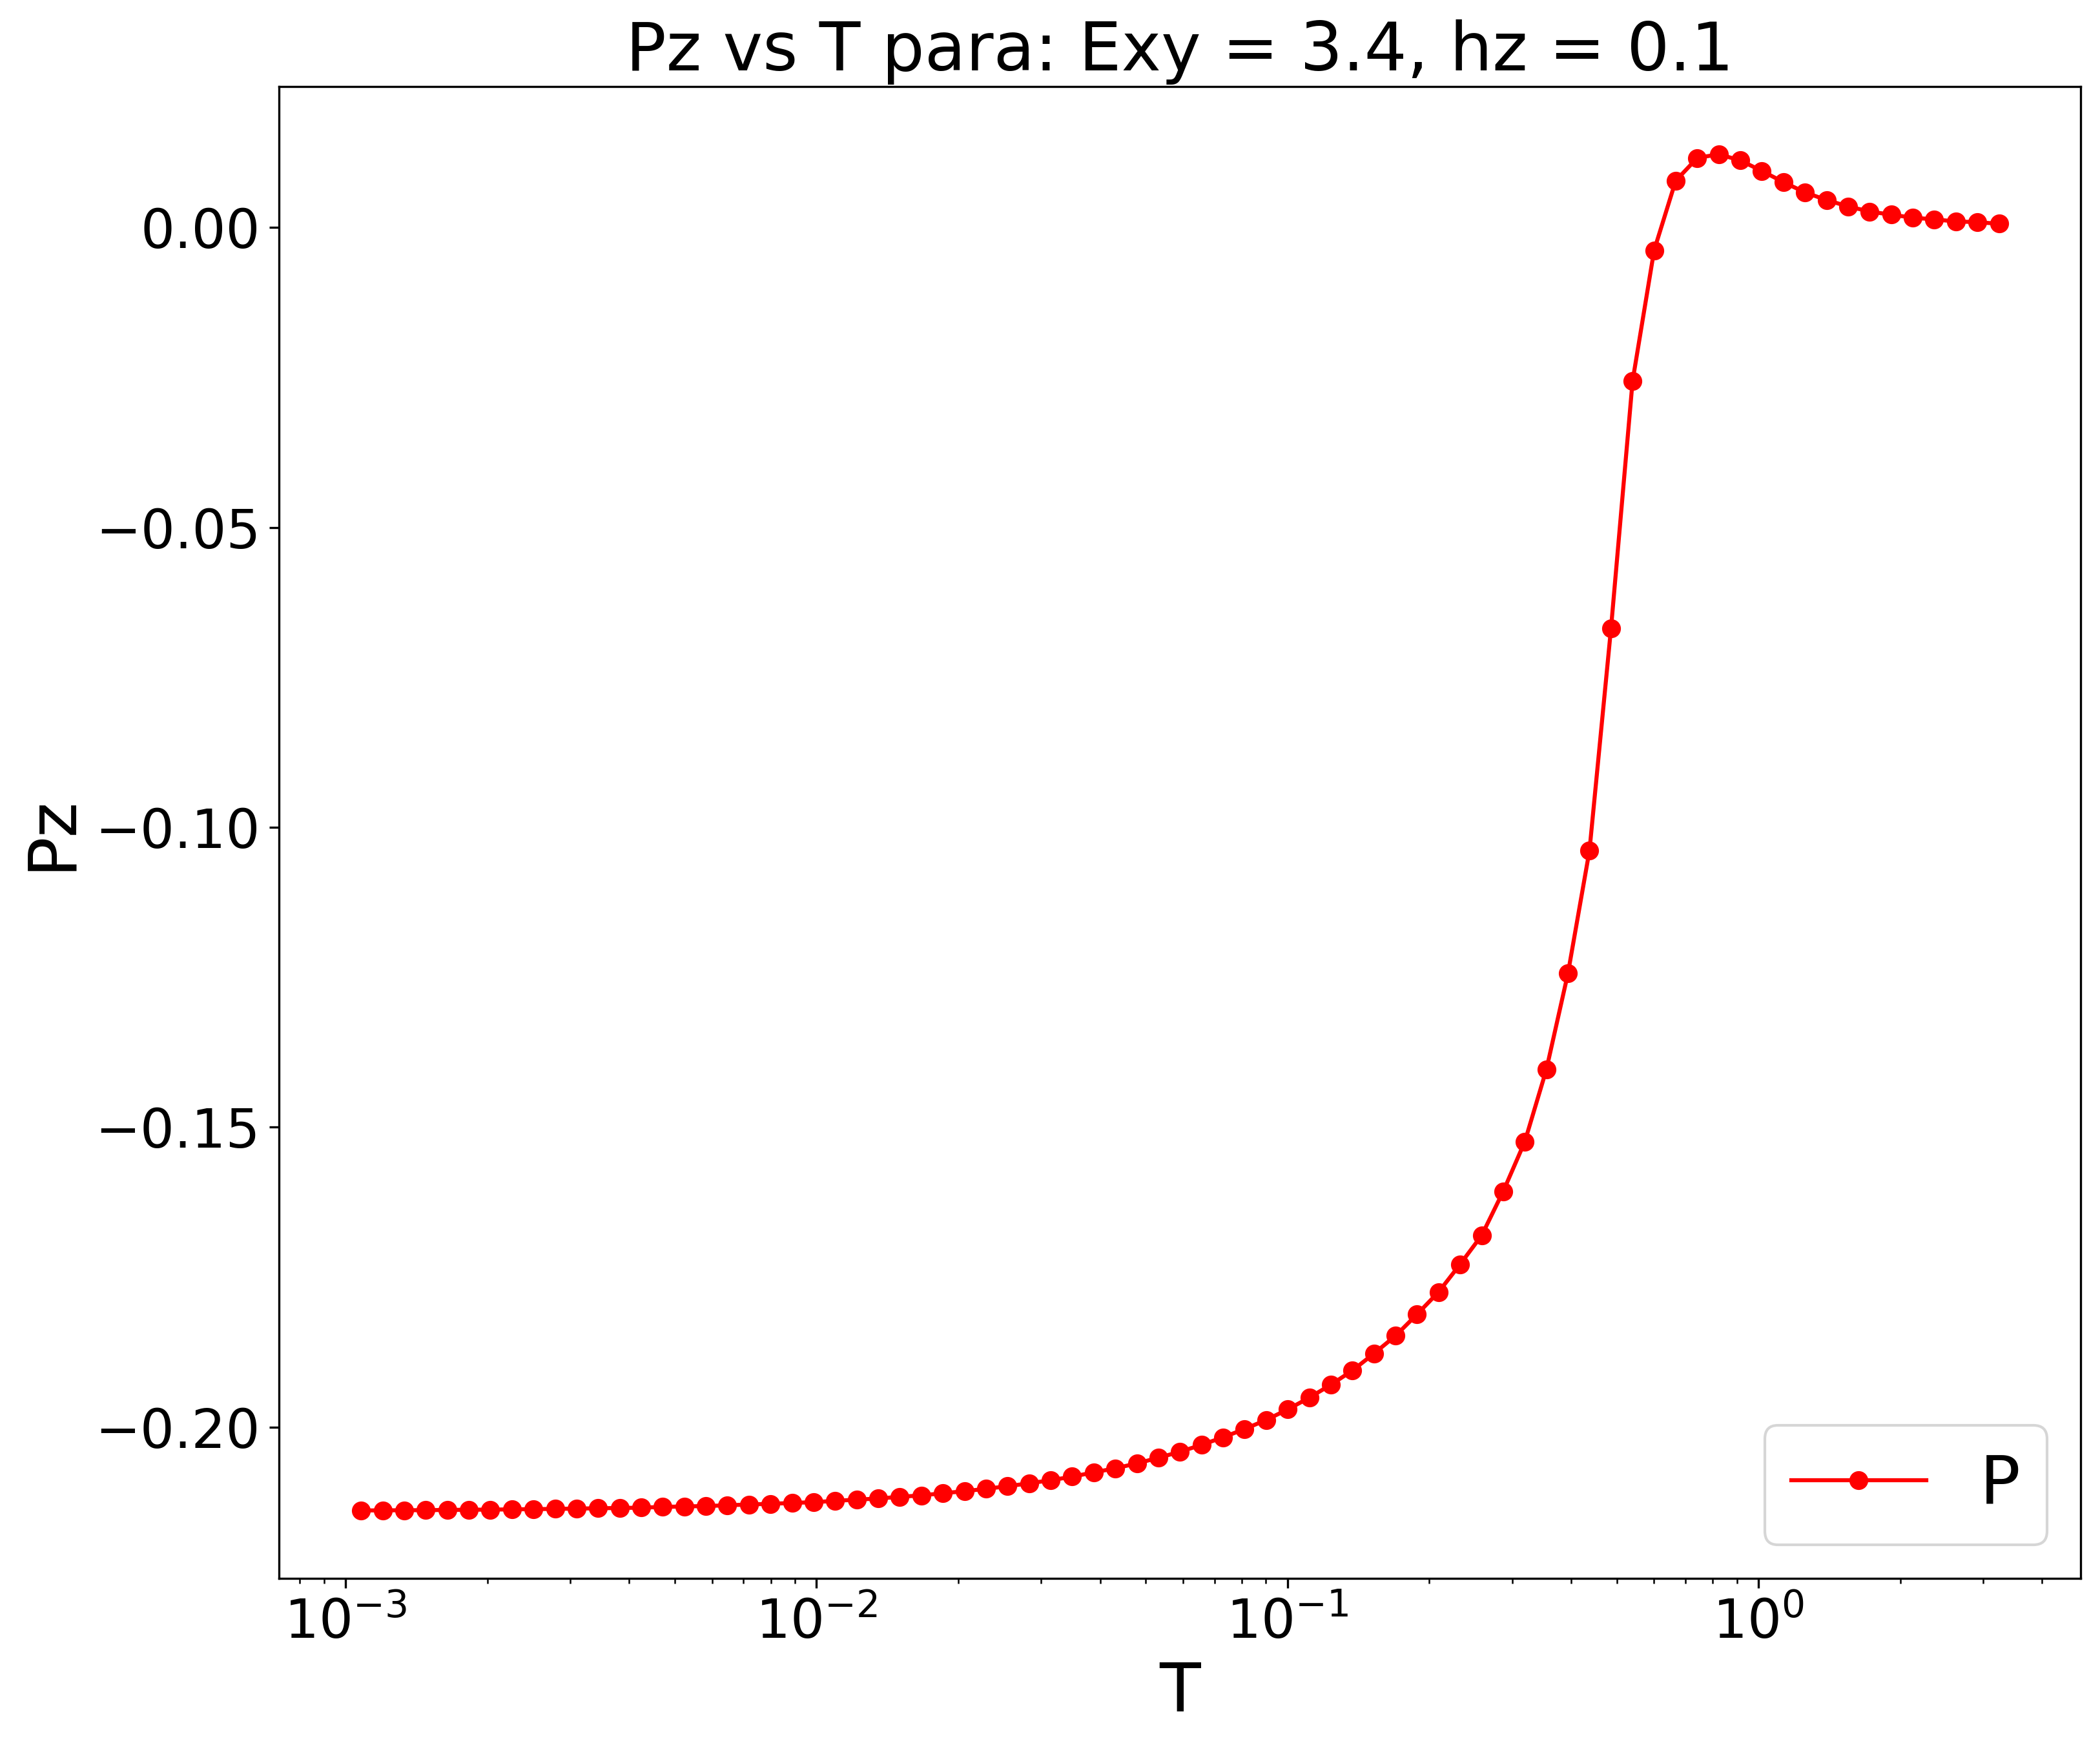 Pz vs T para: Exy = 3.4, hz = 0.1
Pz
0.00
−0.05
−0.10
−0.15
−0.20
10⁻³ 10⁻² 10⁻¹ 10⁰
T
P